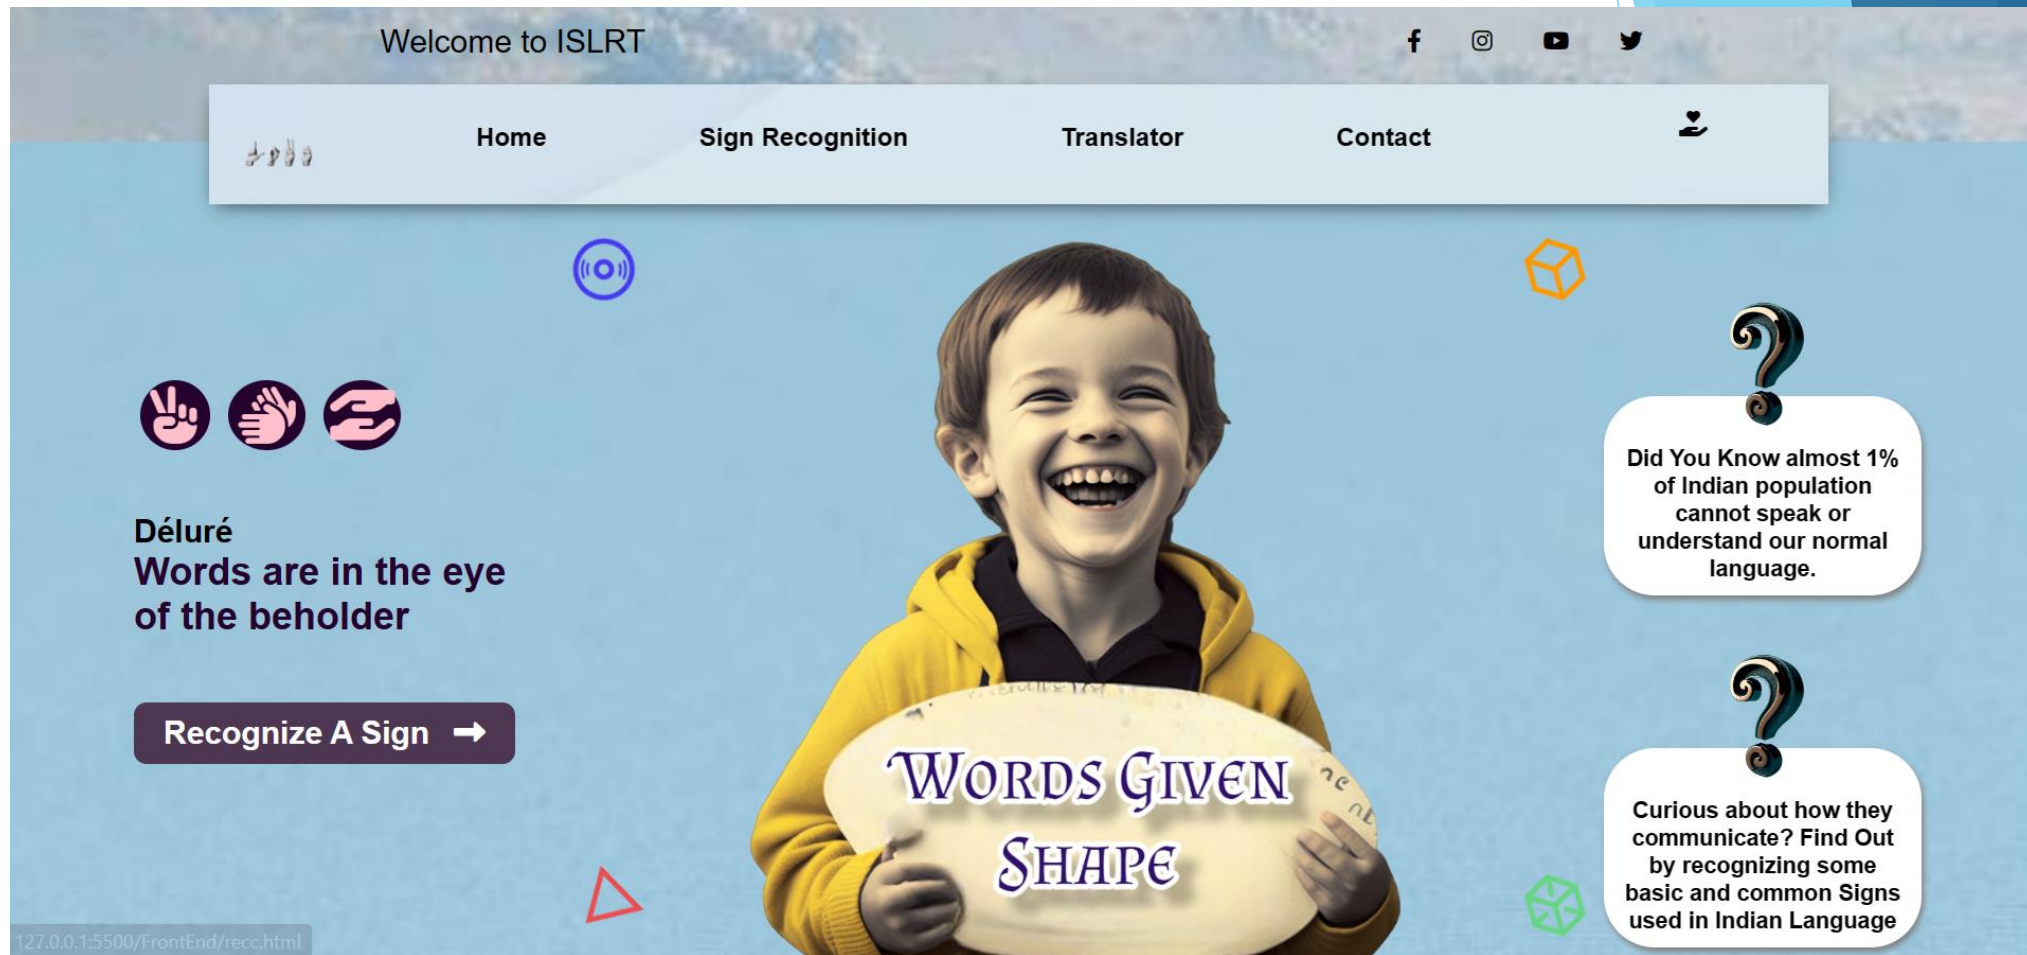 Welcome to ISLRT
Home Sign Recognition Translator Contact
Déluré
Words are in the eye
of the beholder
Recognize A Sign
WORDS GIVEN
SHAPE
Did You Know almost 1%
of Indian population
cannot speak or
understand our normal
language.
Curious about how they
communicate? Find Out
by recognizing some
basic and common Signs
used in Indian Language
127.0.0.1:5500/FrontEnd/recc.html